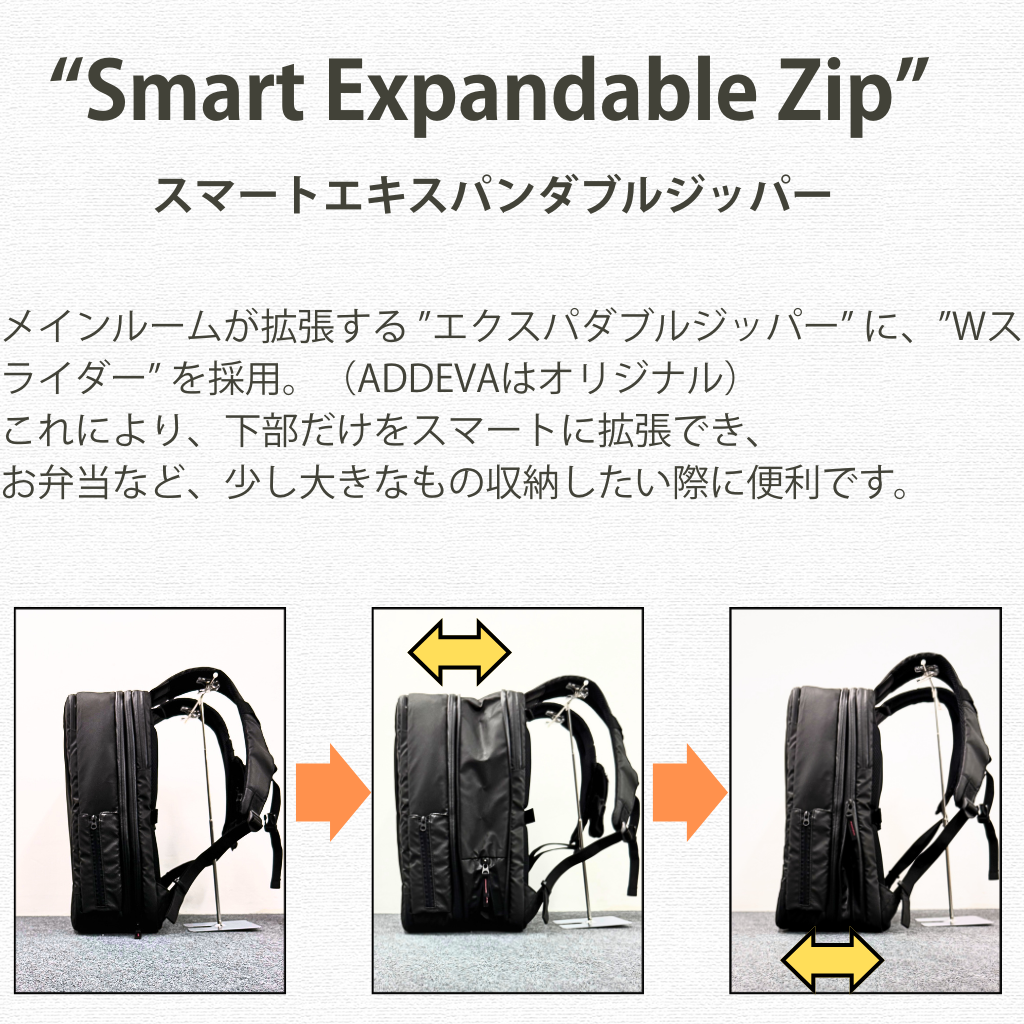 “Smart Expandable Zip”
スマートエキスパンダブルジッパー
メインルームが拡張する ”エクスパダブルジッパー” に、”Wス
ライダー” を採用。（ADDEVAはオリジナル）
これにより、下部だけをスマートに拡張でき、
お弁当など、少し大きなもの収納したい際に便利です。